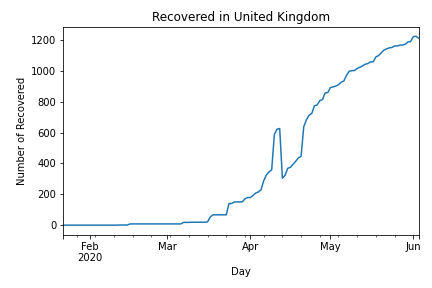 Recovered in United Kingdom
1200
1000
800
600
400
200
0
Number of Recovered
Feb
2020
Mar
Apr
May
Jun
Day